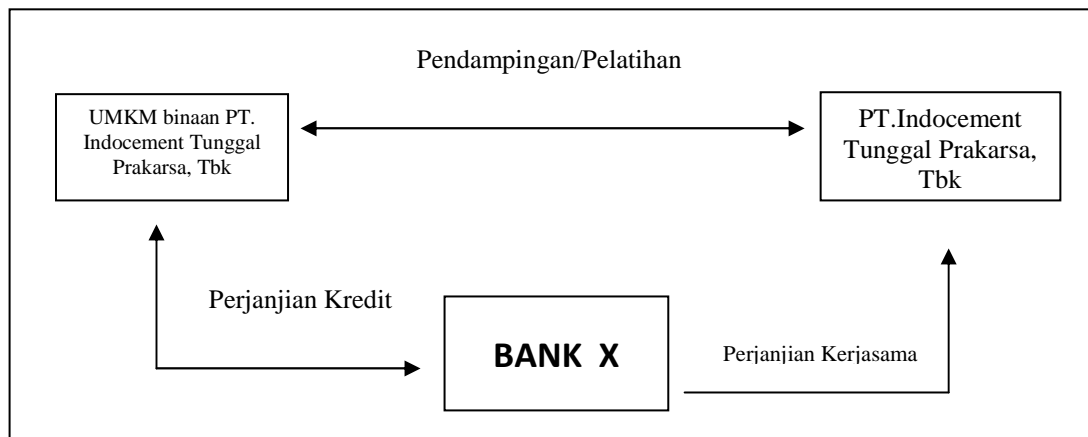 Pendampingan/Pelatihan
UMKM binaan PT.
Indocement Tunggal
Prakarsa, Tbk
PT.Indocement
Tunggal Prakarsa,
Tbk
Perjanjian Kredit
BANK X
Perjanjian Kerjasama